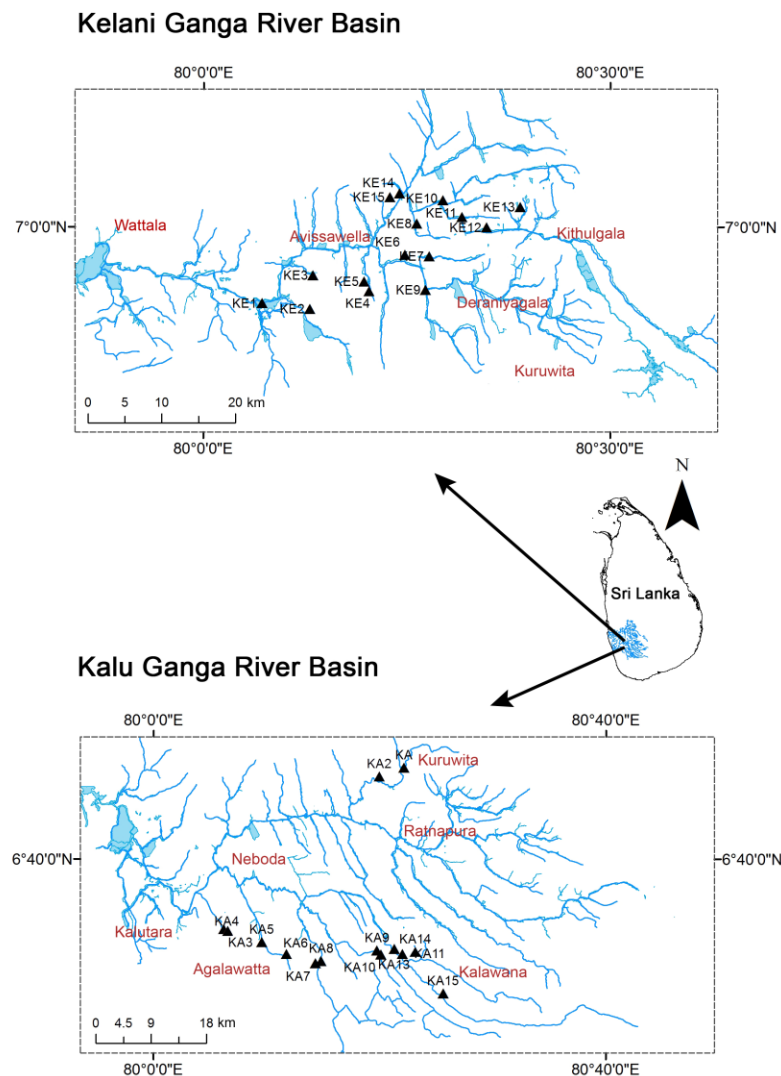 Kelani Ganga River Basin
80°0'0"E
80°30'0"E
KE14
KE15
KE10
KE13
KE11
KE8
KE12
7°0'0"N
Wattala
Avissawella
Kithulgala
7°0'0"N
KE6
KE7
KE3
KE5
KE9
KE4
Deraniyagala
KE1
KE2
Kuruwita
0 5 10 20 km
80°0'0"E
80°30'0"E
N
Sri Lanka
Kalu Ganga River Basin
80°0'0"E
80°40'0"E
KA
KA2
Kuruwita
Ratnapura
6°40'0"N
Neboda
6°40'0"N
KA4
Kalutara
KA3
KA5
KA6
KA8
KA9
KA14
KA11
Agalawatta
KA7
KA10
KA13
Kalawana
KA15
0 4.5 9 18 km
80°0'0"E
80°40'0"E